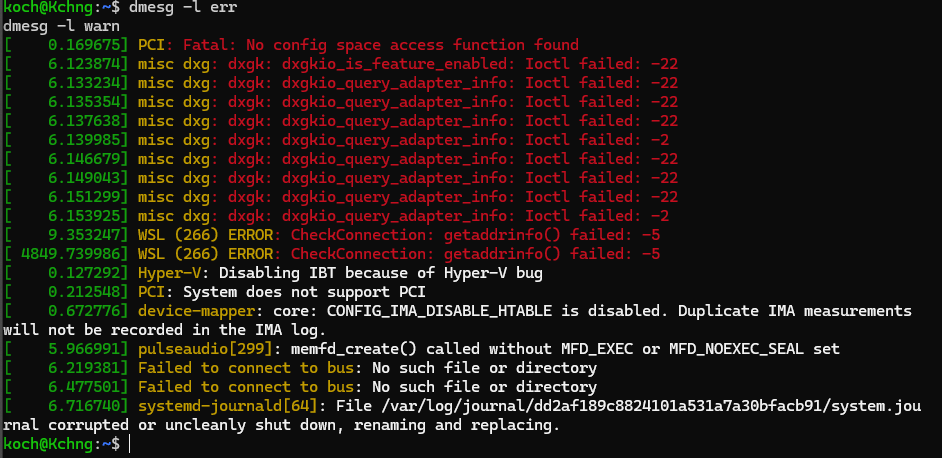 koch@Kchng:~$ dmesg -l err
dmesg -l warn
[    0.169675] PCI: Fatal: No config space access function found
[    6.123874] misc dxg: dxgk: dxgkio_is_feature_enabled: Ioctl failed: -22
[    6.133234] misc dxg: dxgk: dxgkio_query_adapter_info: Ioctl failed: -22
[    6.135354] misc dxg: dxgk: dxgkio_query_adapter_info: Ioctl failed: -22
[    6.137638] misc dxg: dxgk: dxgkio_query_adapter_info: Ioctl failed: -22
[    6.139985] misc dxg: dxgk: dxgkio_query_adapter_info: Ioctl failed: -2
[    6.146679] misc dxg: dxgk: dxgkio_query_adapter_info: Ioctl failed: -22
[    6.149043] misc dxg: dxgk: dxgkio_query_adapter_info: Ioctl failed: -22
[    6.151299] misc dxg: dxgk: dxgkio_query_adapter_info: Ioctl failed: -22
[    6.153925] misc dxg: dxgk: dxgkio_query_adapter_info: Ioctl failed: -2
[    9.353247] WSL (266) ERROR: CheckConnection: getaddrinfo() failed: -5
[ 4849.739986] WSL (266) ERROR: CheckConnection: getaddrinfo() failed: -5
[    0.127292] Hyper-V: Disabling IBT because of Hyper-V bug
[    0.212548] PCI: System does not support PCI
[    0.672776] device-mapper: core: CONFIG_IMA_DISABLE_HTABLE is disabled. Duplicate IMA measurements
will not be recorded in the IMA log.
[    5.966991] pulseaudio[299]: memfd_create() called without MFD_EXEC or MFD_NOEXEC_SEAL set
[    6.219381] Failed to connect to bus: No such file or directory
[    6.477501] Failed to connect to bus: No such file or directory
[    6.716740] systemd-journald[64]: File /var/log/journal/dd2af189c8824101a531a7a30bfacb91/system.jou
rnal corrupted or uncleanly shut down, renaming and replacing.
koch@Kchng:~$